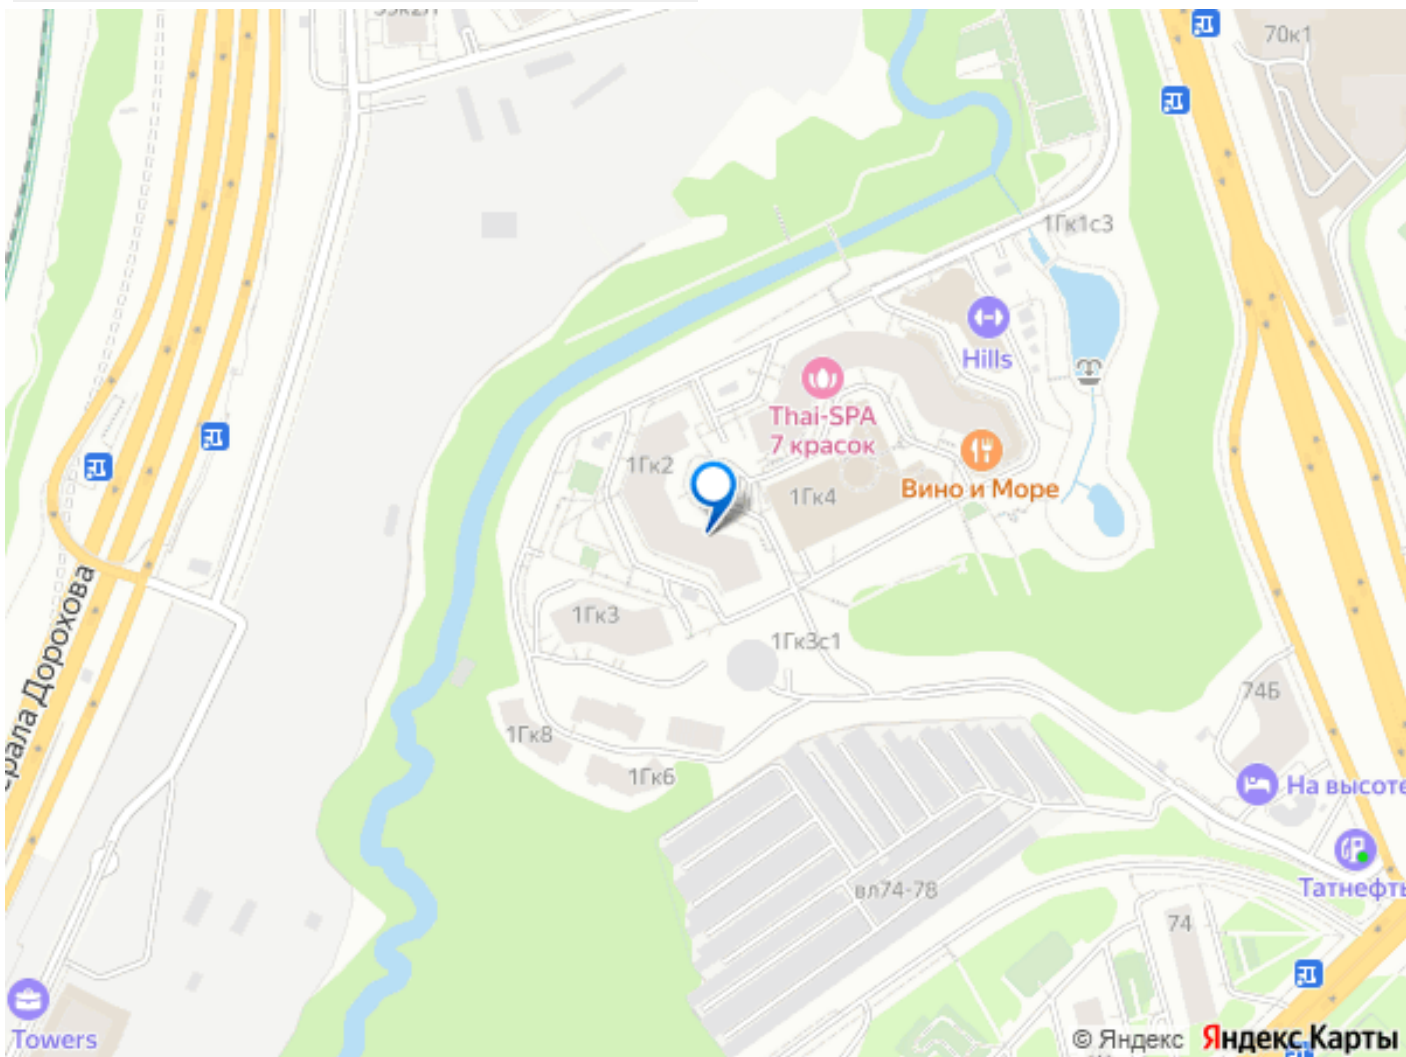 70к1
1Гк1с3
Hills
Thai-SPA
7 красок
1Гк2
Вино и Море
1Гк4
1Гк3
1Гк3с1
рала Дорохова
74Б
1Гк8
1Гк6
На высоте
Татнефть
вл74-78
74
Towers
© Яндекс Яндекс Карты